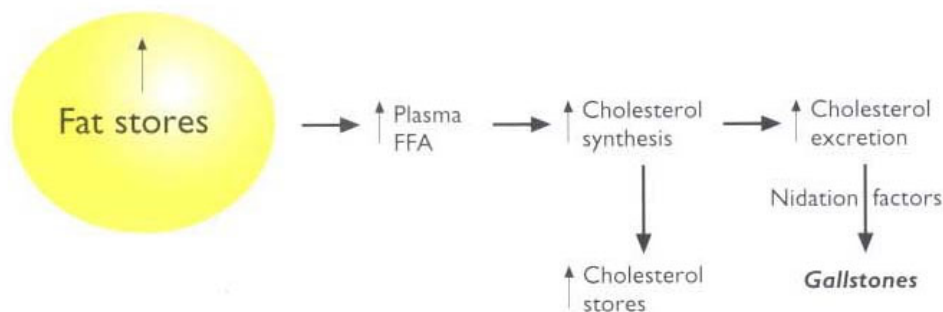 Fat stores
Plasma
FFA
Cholesterol
synthesis
Cholesterol
excretion
Nidation factors
Cholesterol
stores
Gallstones